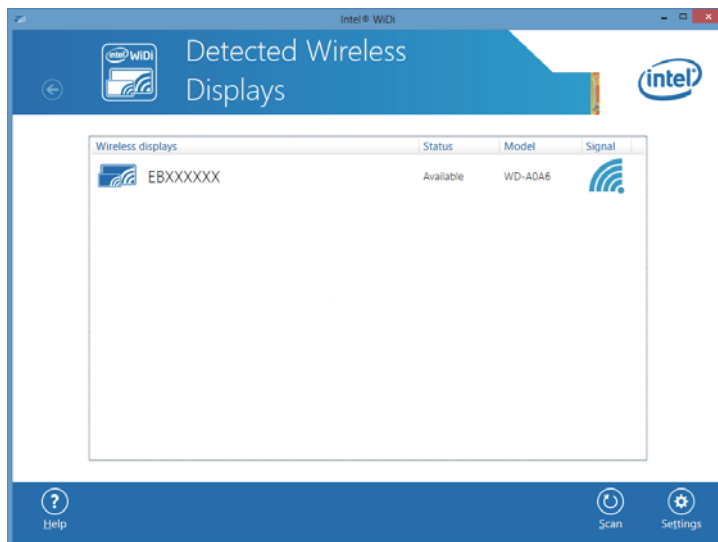 Intel® WiDi
intel WiDi
Detected Wireless
Displays
intel
Wireless displays Status Model Signal
EBXXXXXX Available WD-A0A6
Help Scan Settings